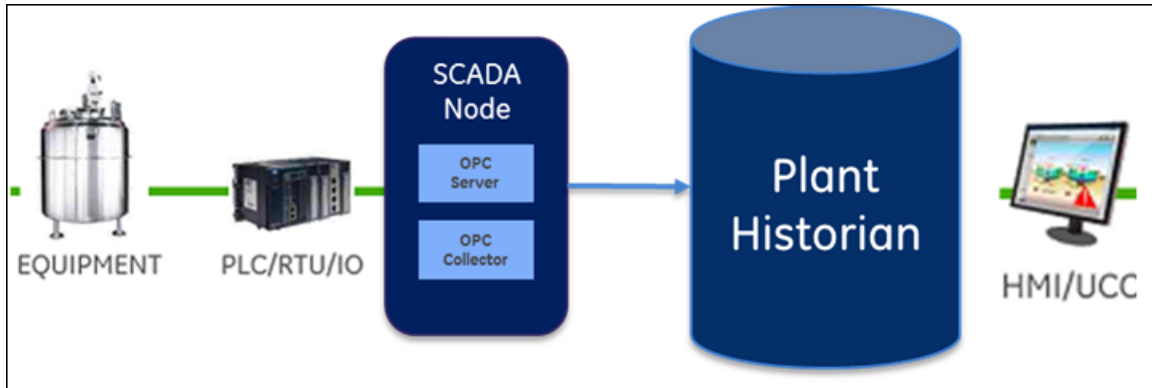 SCADA
Node
OPC
Server
OPC
Collector
Plant
Historian
EQUIPMENT
PLC/RTU/IO
HMI/UCC